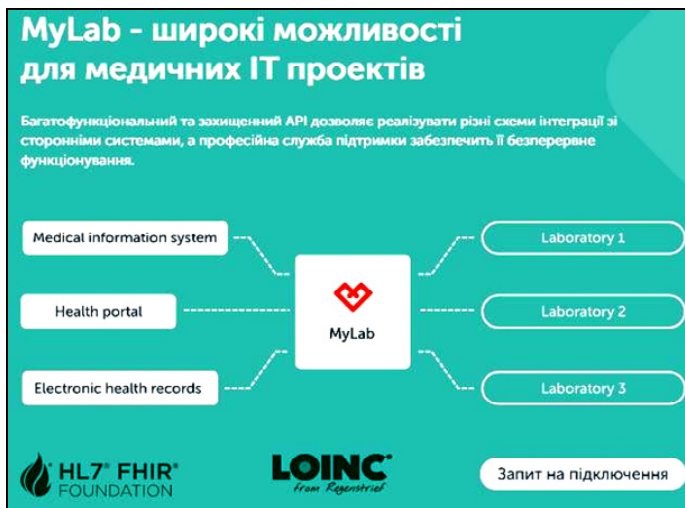 MyLab - широкі можливості
для медичних ІТ проектів
Багатофункціональний та захищенний API дозволяє реалізувати різні схеми інтеграції зі
сторонніми системами, а професійна служба підтримки забезпечить її безперервне
функціонування.
Medical information system
Laboratory 1
Health portal
MyLab
Laboratory 2
Electronic health records
Laboratory 3
HL7® FHIR®
FOUNDATION
LOINC®
from Regenstrief
Запит на підключення